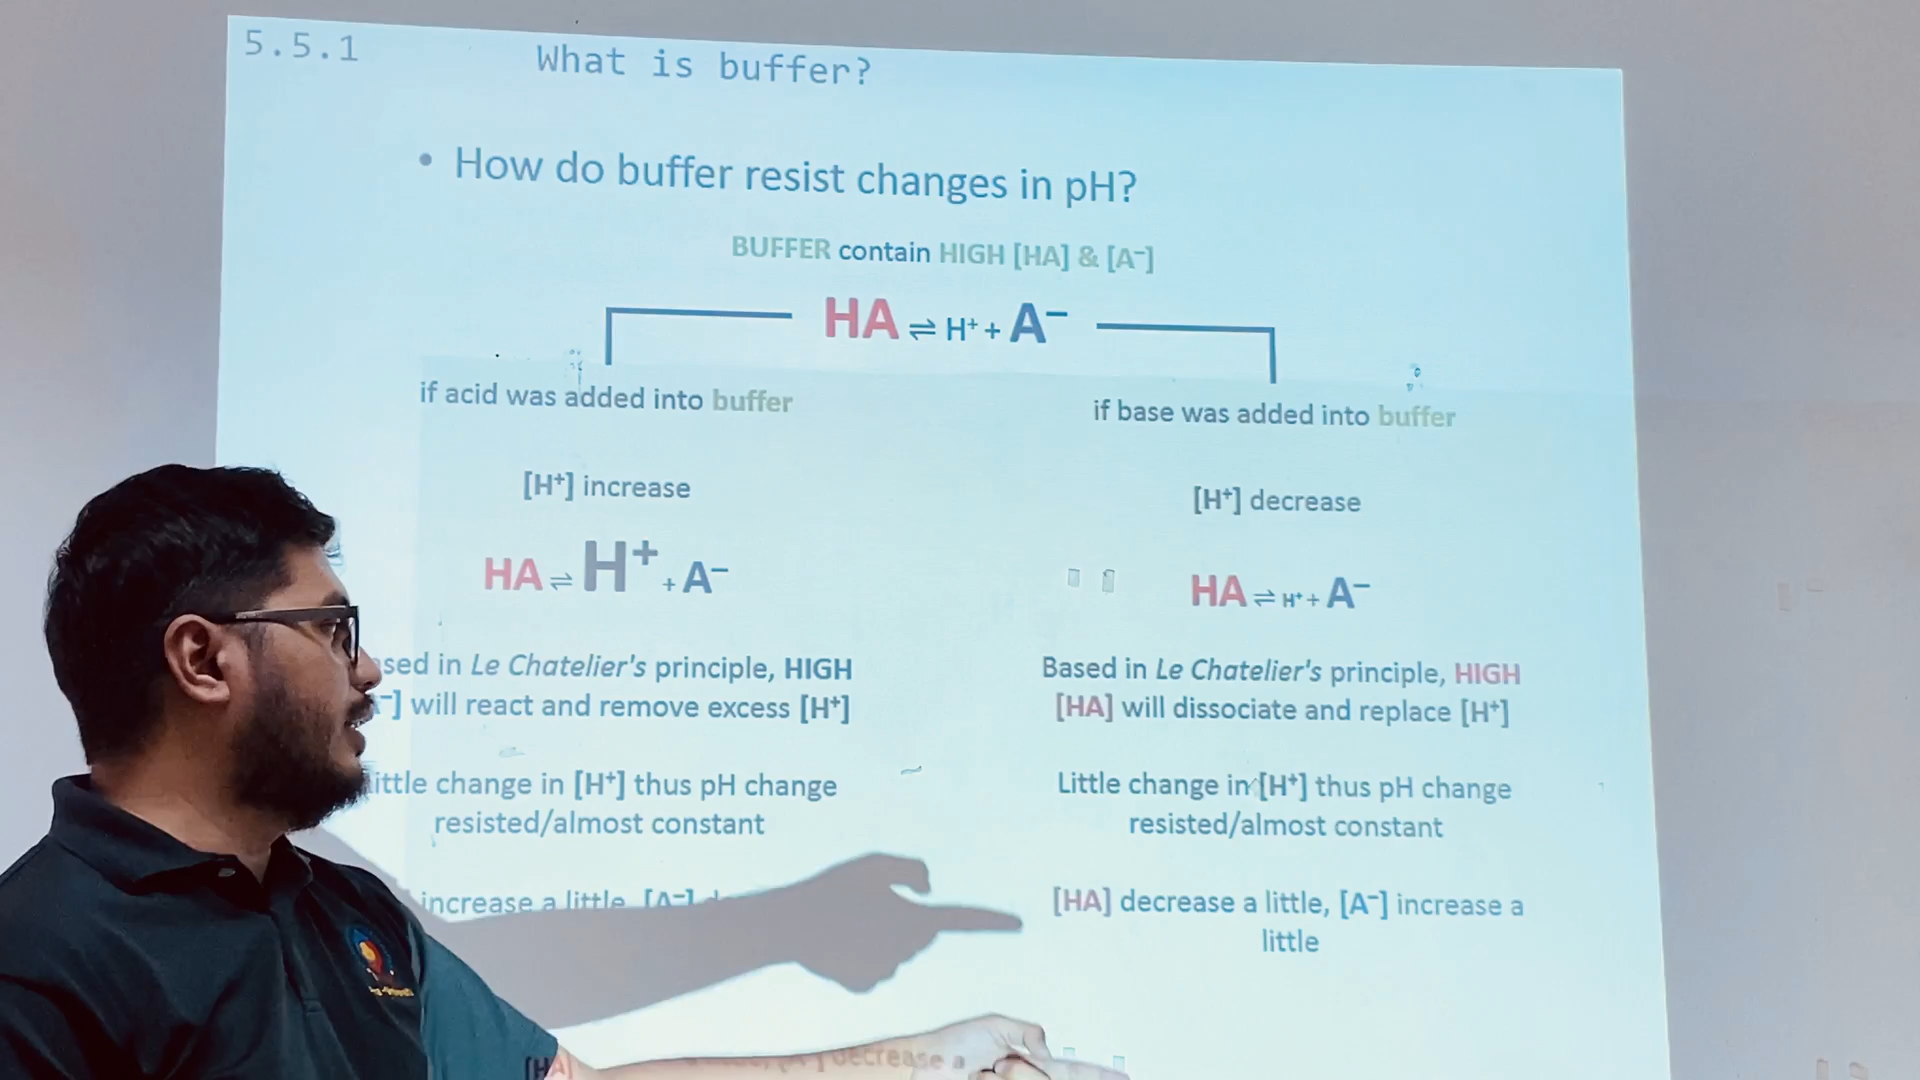 5.5.1 What is buffer?
• How do buffer resist changes in pH?
BUFFER contain HIGH [HA] & [A⁻]
HA ⇌ H⁺ + A⁻
if acid was added into buffer
[H⁺] increase
HA ⇌ H⁺ + A⁻
in Le Chatelier's principle, HIGH
will react and remove excess [H⁺]
change in [H⁺] thus pH change
resisted/almost constant
increase a little, [A⁻]
if base was added into buffer
[H⁺] decrease
HA ⇌ H⁺ + A⁻
Based in Le Chatelier's principle, HIGH
[HA] will dissociate and replace [H⁺]
Little change in [H⁺] thus pH change
resisted/almost constant
[HA] decrease a little, [A⁻] increase a
little
[HA] decrease a